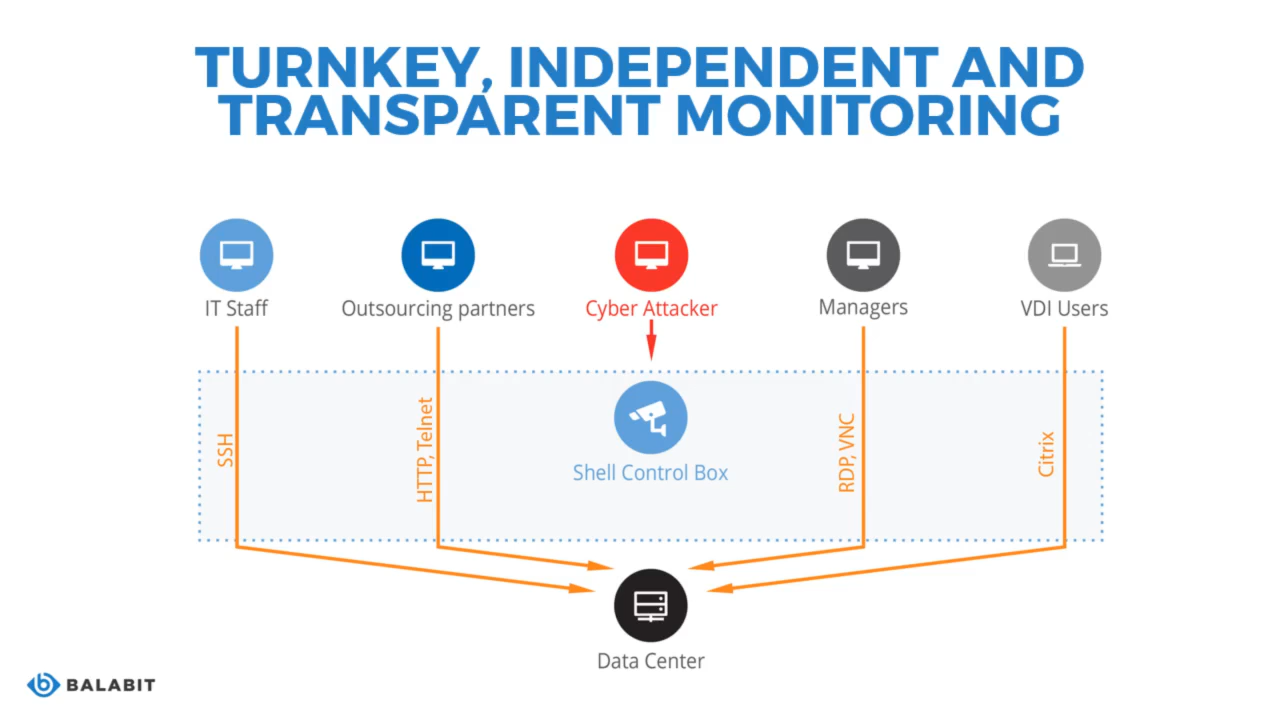 TURNKEY, INDEPENDENT AND
TRANSPARENT MONITORING
IT Staff
Outsourcing partners
Cyber Attacker
Managers
VDI Users
SSH
HTTP, Telnet
Shell Control Box
RDP, VNC
Citrix
Data Center
BALABIT